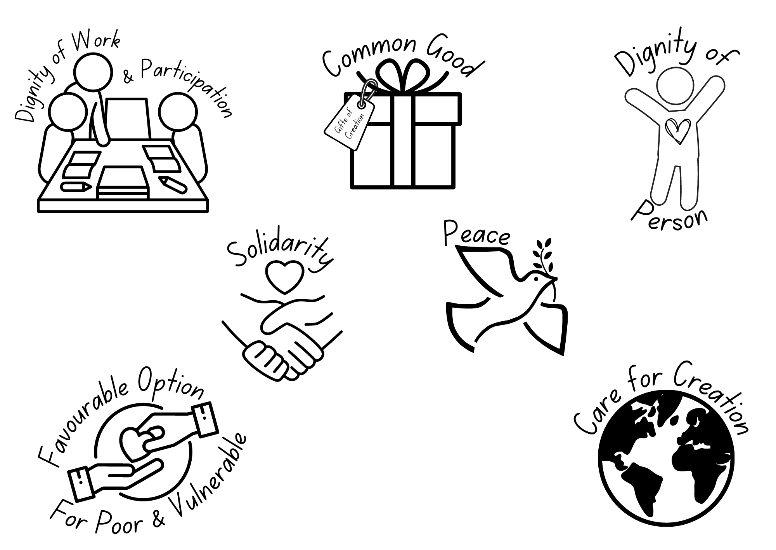 Dignity of Work
& Participation
Common Good
Gifts of
Creation
Dignity of
Person
Solidarity
Peace
Favourable Option
For Poor & Vulnerable
Care for Creation